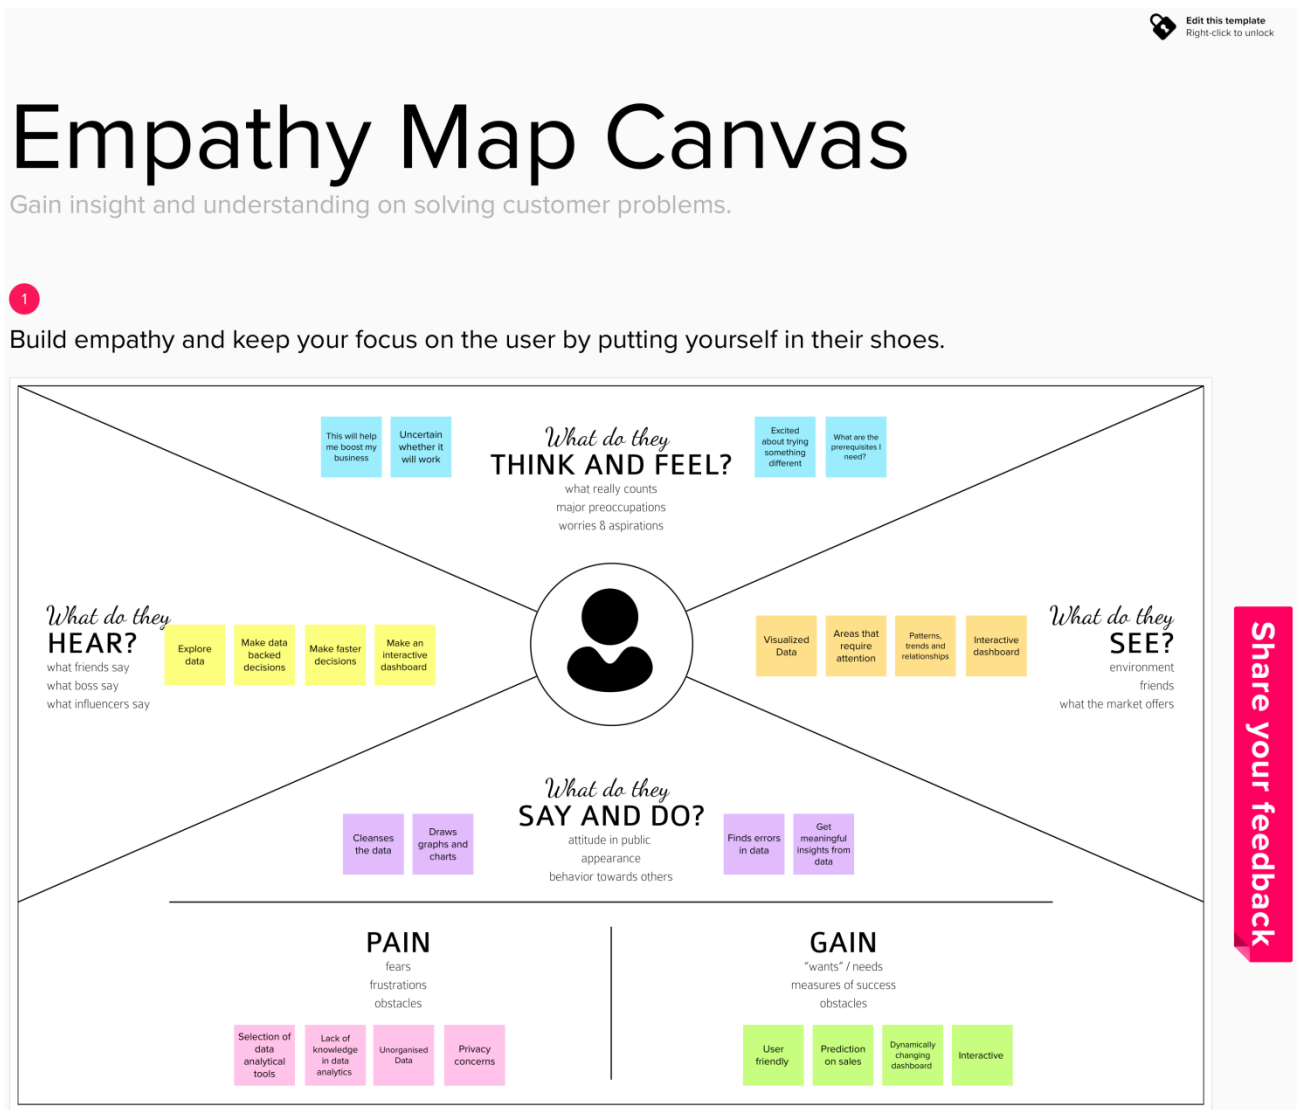 Edit this template
Right-click to unlock
Empathy Map Canvas
Gain insight and understanding on solving customer problems.
1
Build empathy and keep your focus on the user by putting yourself in their shoes.
This will help
me boost my
business
Uncertain
whether it
will work
What do they
THINK AND FEEL?
what really counts
major preoccupations
worries & aspirations
Excited
about trying
something
different
What are the
prerequisites I
need?
What do they
HEAR?
what friends say
what boss say
what influencers say
Explore
data
Make data
backed
decisions
Make faster
decisions
Make an
interactive
dashboard
Visualized
Data
Areas that
require
attention
Patterns,
trends and
relationships
Interactive
dashboard
What do they
SEE?
environment
friends
what the market offers
Share your feedback
Cleanses
the data
Draws
graphs and
charts
What do they
SAY AND DO?
attitude in public
appearance
behavior towards others
Finds errors
in data
Get
meaningful
insights from
data
PAIN
fears
frustrations
obstacles
Selection of
data
analytical
tools
Lack of
knowledge
in data
analytics
Unorganised
Data
Privacy
concerns
GAIN
"wants" / needs
measures of success
obstacles
User
friendly
Prediction
on sales
Dynamically
changing
dashboard
Interactive